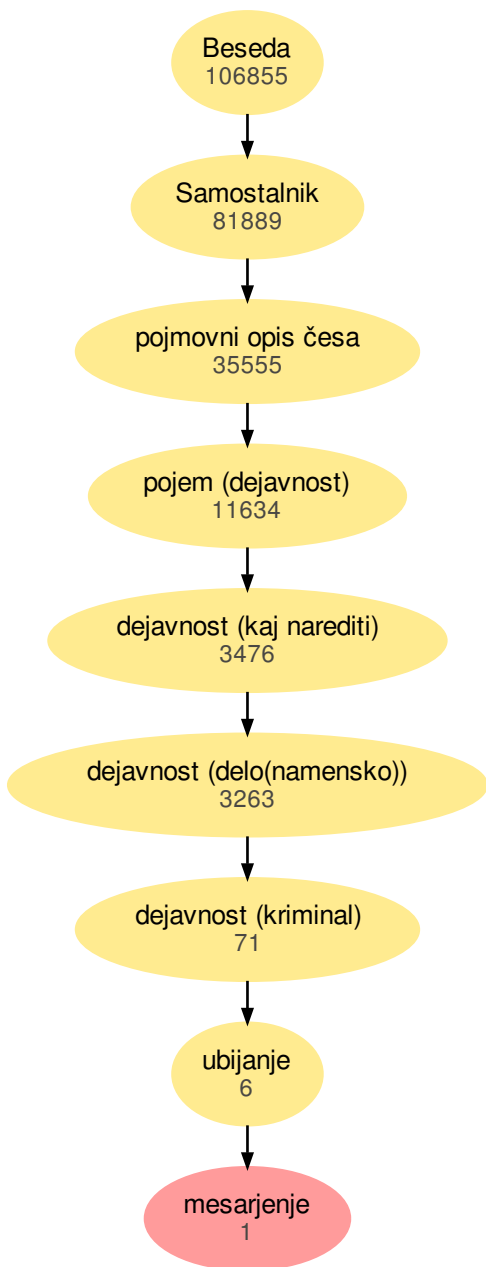 Beseda
106855
Samostalnik
81889
pojmovni opis česa
35555
pojem (dejavnost)
11634
dejavnost (kaj narediti)
3476
dejavnost (delo(namensko))
3263
dejavnost (kriminal)
71
ubijanje
6
mesarjenje
1